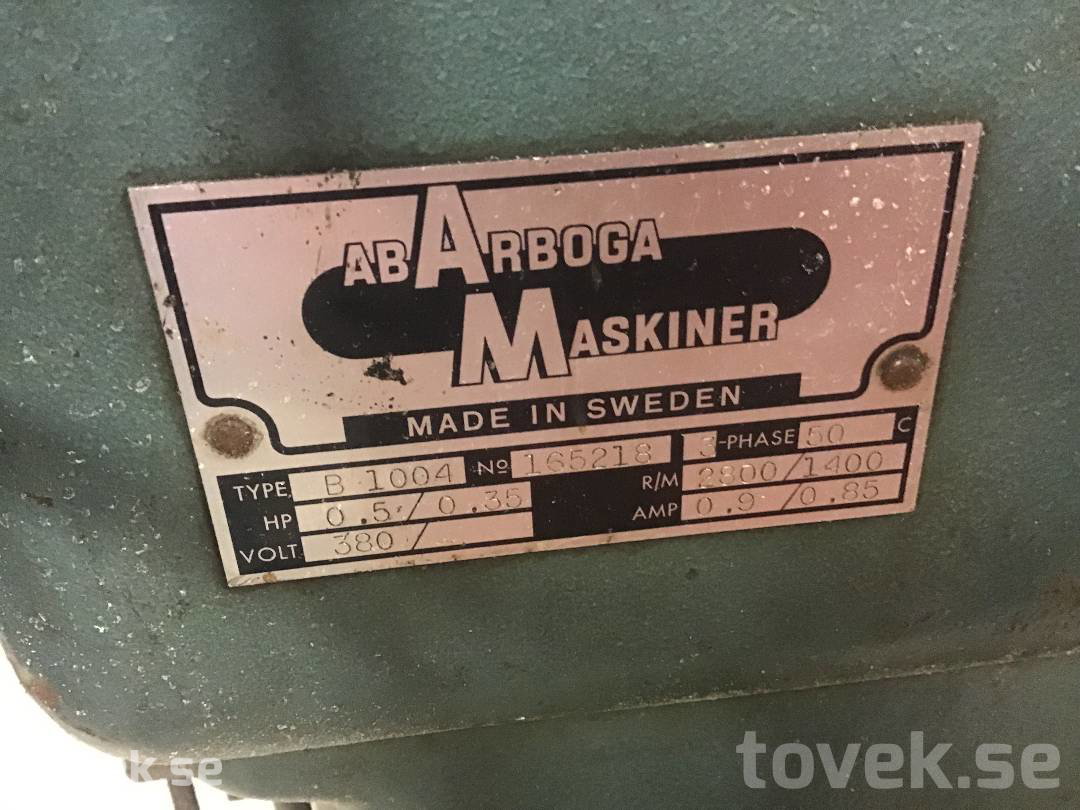 AB ARBOGA
MASKINER
MADE IN SWEDEN
TYPE B 1004 No 165218 3-PHASE 50 C
HP 0.5/ 0.35 R/M 2800/1400
VOLT 380/ AMP 0.9 /0.85
k se
tovek.se